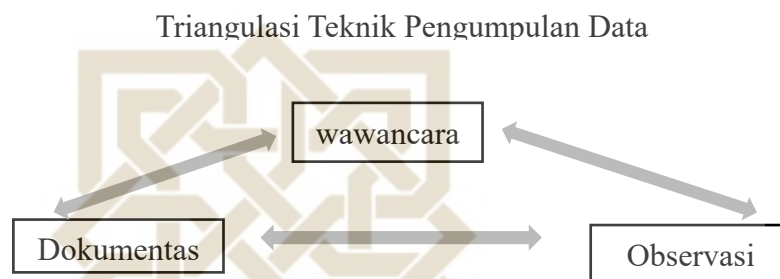 Triangulasi Teknik Pengumpulan Data
wawancara
Dokumentas
Observasi